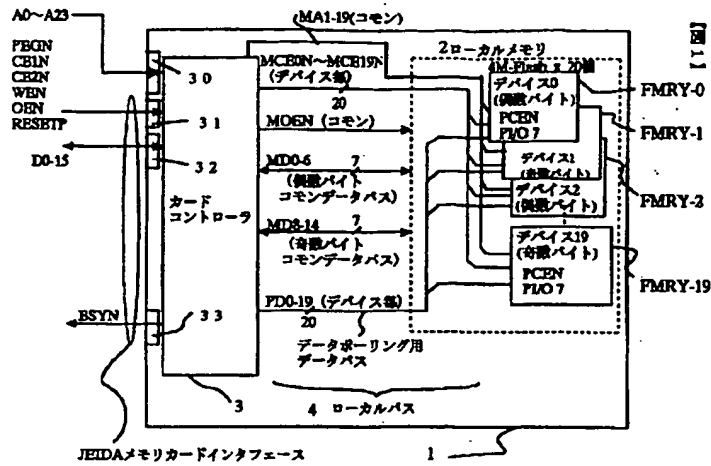 【図1】
A0~A23
PEGN
CE1N
CE2N
WEN
OEN
RESETP
D0-15
BSYN
30
31
32
33
カード
コントローラ
3
MA1-19(コモン)
MCE0N~MCE19N
(デバイス毎)
20
MOEN (コモン)
MD0-6 7
(偶数バイト
コモンデータバス)
MD8-14 7
(奇数バイト
コモンデータバス)
PD0-19 (デバイス毎)
20
データポーリング用
データバス
4 ローカルバス
2ローカルメモリ
4M-Flash x 20個
デバイス0
(偶数バイト)
PCEN
PI/O 7
デバイス1
(奇数バイト)
デバイス2
(偶数バイト)
デバイス19
(奇数バイト)
PCEN
PI/O 7
FMRY-0
FMRY-1
FMRY-2
FMRY-19
JEIDAメモリカードインタフェース
1